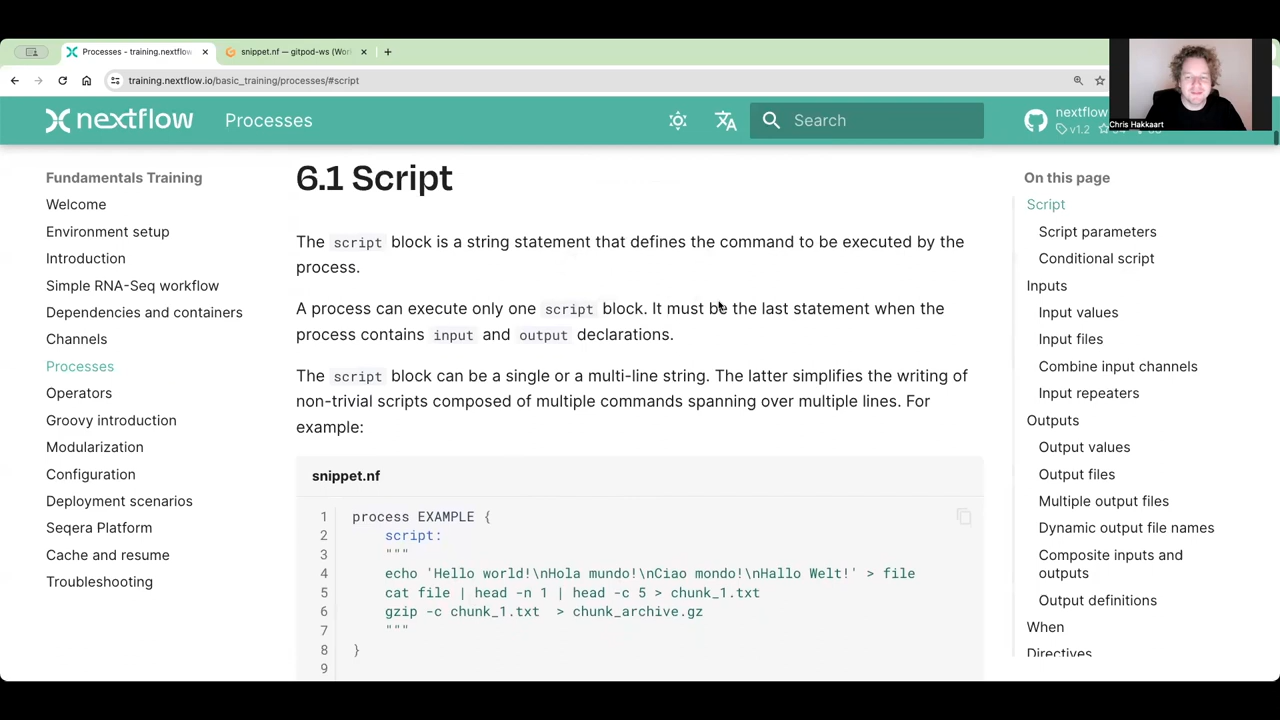 Processes - training.nextflow
snippet.nf — gitpod-ws (Wor
training.nextflow.io/basic_training/processes/#script
nextflow
Processes
Search
nextflow
v1.2
Chris Hakkaart
Fundamentals Training
Welcome
Environment setup
Introduction
Simple RNA-Seq workflow
Dependencies and containers
Channels
Processes
Operators
Groovy introduction
Modularization
Configuration
Deployment scenarios
Seqera Platform
Cache and resume
Troubleshooting
6.1 Script
The script block is a string statement that defines the command to be executed by the
process.
A process can execute only one script block. It must be the last statement when the
process contains input and output declarations.
The script block can be a single or a multi-line string. The latter simplifies the writing of
non-trivial scripts composed of multiple commands spanning over multiple lines. For
example:
snippet.nf
1 process EXAMPLE {
2 script:
3 """
4 echo 'Hello world!\nHola mundo!\nCiao mondo!\nHallo Welt!' > file
5 cat file | head -n 1 | head -c 5 > chunk_1.txt
6 gzip -c chunk_1.txt  > chunk_archive.gz
7 """
8 }
9
On this page
Script
Script parameters
Conditional script
Inputs
Input values
Input files
Combine input channels
Input repeaters
Outputs
Output values
Output files
Multiple output files
Dynamic output file names
Composite inputs and
outputs
Output definitions
When
Directives